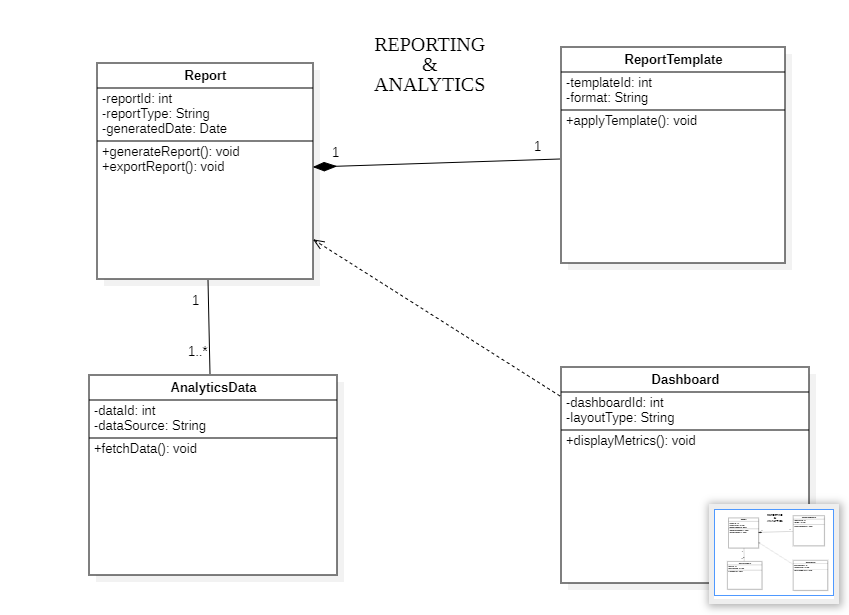 REPORTING
&
ANALYTICS
Report
-reportId: int
-reportType: String
-generatedDate: Date
+generateReport(): void
+exportReport(): void
1
1
ReportTemplate
-templateId: int
-format: String
+applyTemplate(): void
1
1..*
AnalyticsData
-dataId: int
-dataSource: String
+fetchData(): void
Dashboard
-dashboardId: int
-layoutType: String
+displayMetrics(): void